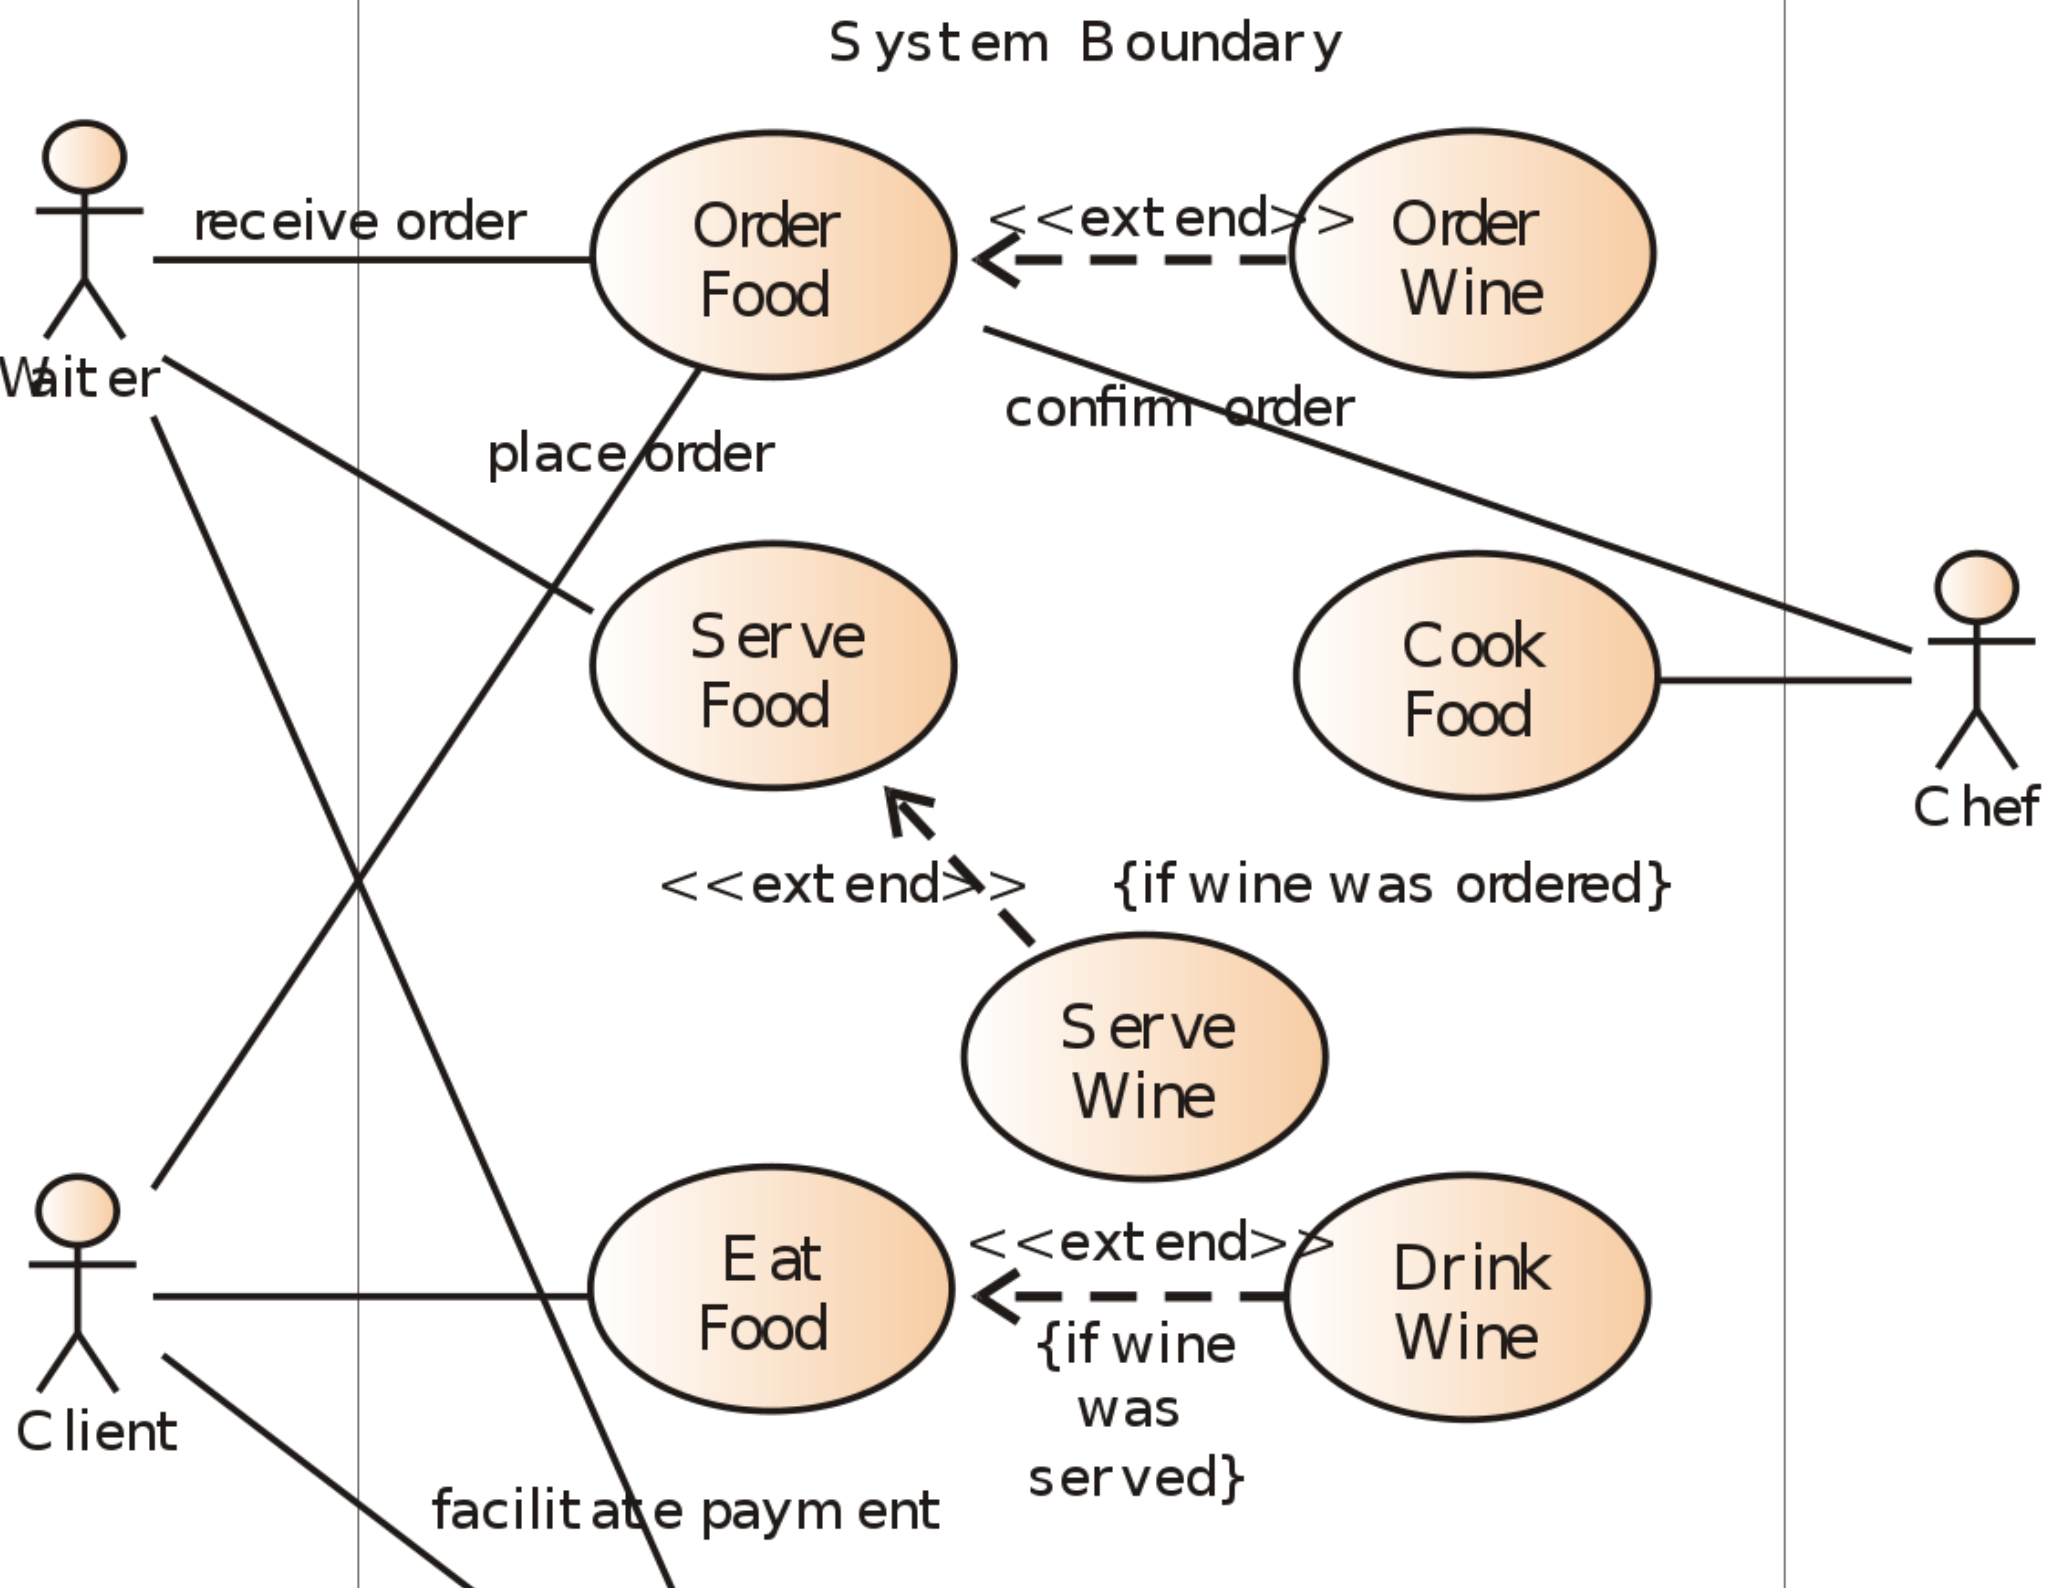 System Boundary
receive order
Order
Food
<<extend>>
Order
Wine
Waiter
confirm order
place order
Serve
Food
Cook
Food
Chef
<<extend>>
{if wine was ordered}
Serve
Wine
Eat
Food
<<extend>>
Drink
Wine
{if wine
was
served}
Client
facilitate payment